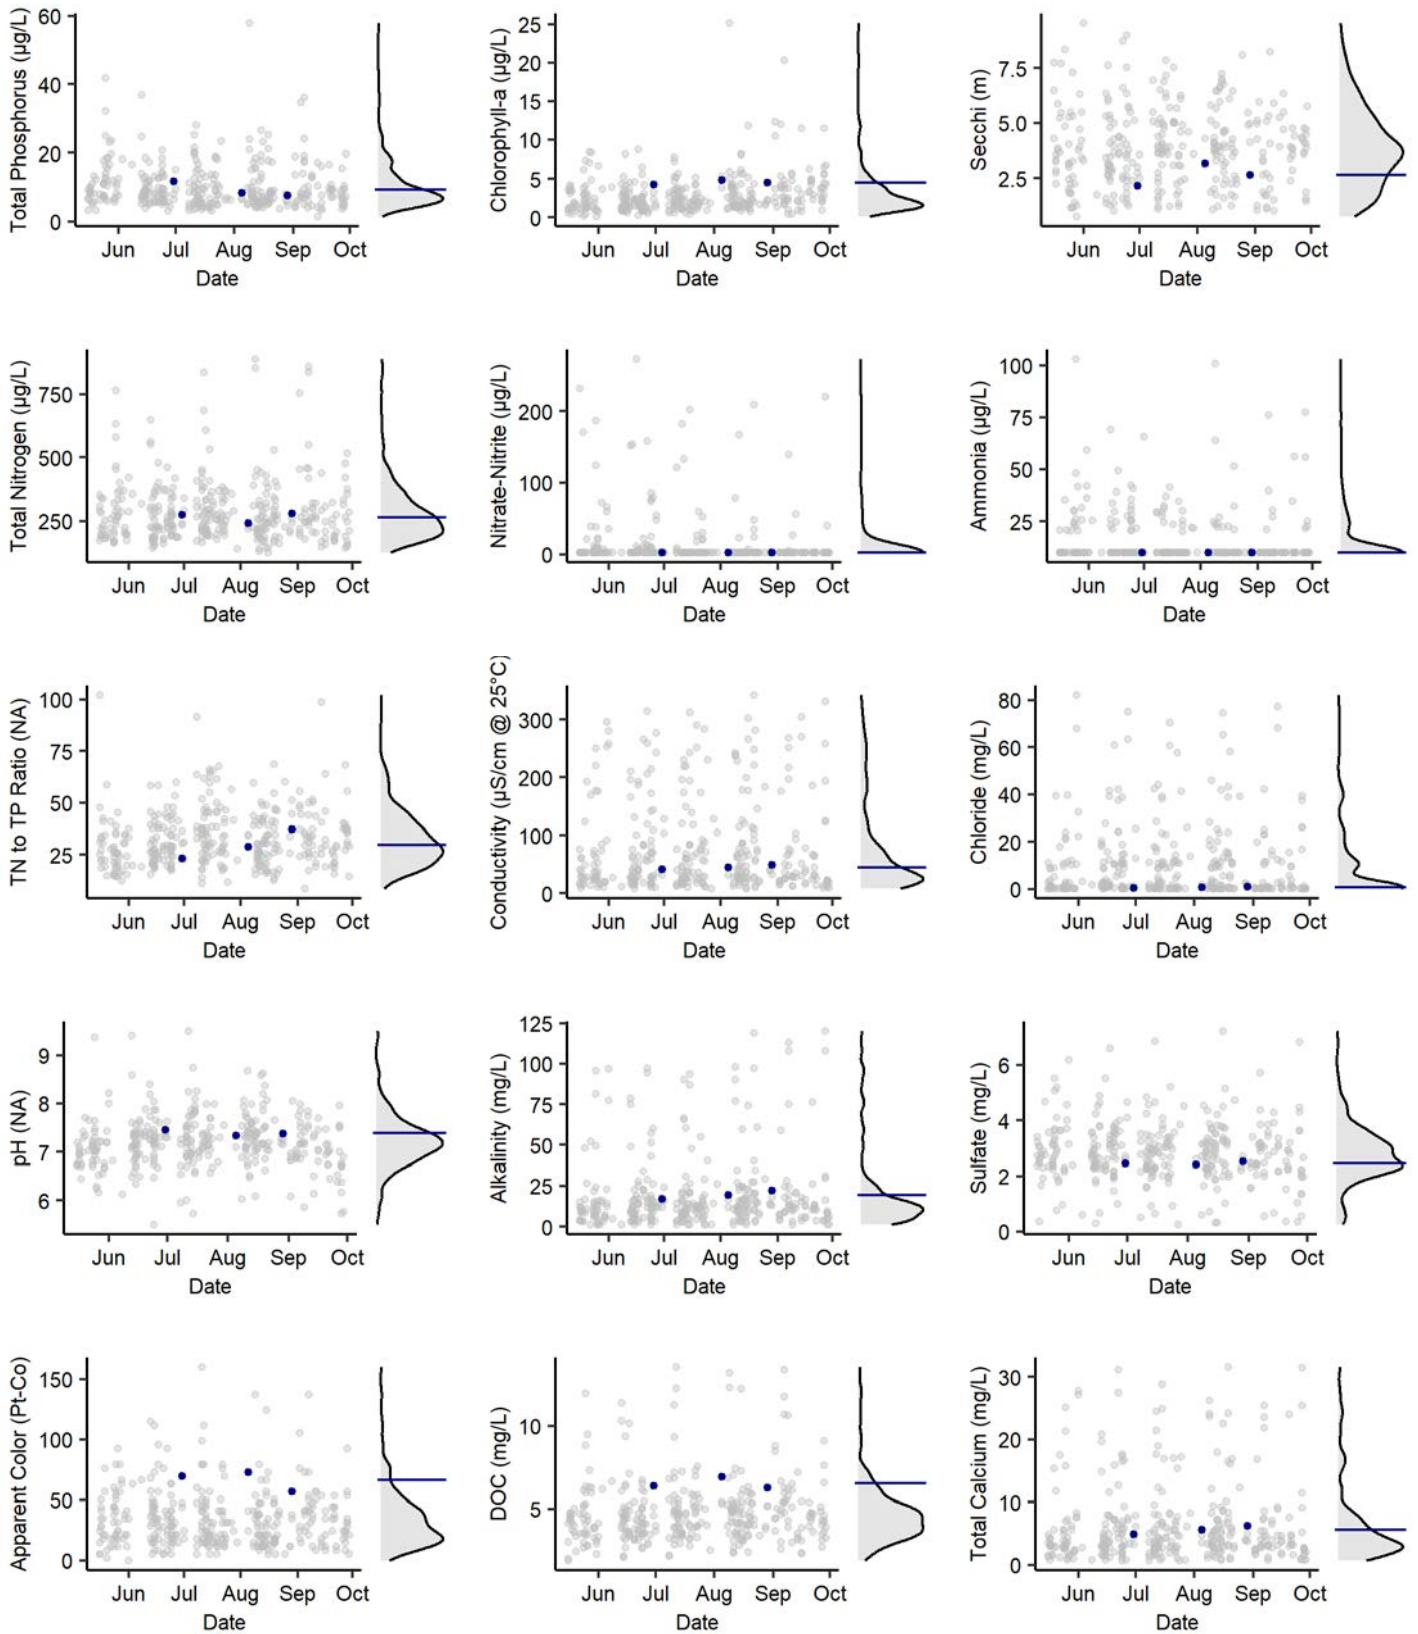 Total Phosphorus (µg/L)
60
40
20
0
Jun Jul Aug Sep Oct
Date
Chlorophyll-a (µg/L)
25
20
15
10
5
0
Jun Jul Aug Sep Oct
Date
Secchi (m)
7.5
5.0
2.5
Jun Jul Aug Sep Oct
Date
Total Nitrogen (µg/L)
750
500
250
Jun Jul Aug Sep Oct
Date
Nitrate-Nitrite (µg/L)
200
100
0
Jun Jul Aug Sep Oct
Date
Ammonia (µg/L)
100
75
50
25
Jun Jul Aug Sep Oct
Date
TN to TP Ratio (NA)
100
75
50
25
Jun Jul Aug Sep Oct
Date
Conductivity (µS/cm @ 25°C)
300
200
100
0
Jun Jul Aug Sep Oct
Date
Chloride (mg/L)
80
60
40
20
0
Jun Jul Aug Sep Oct
Date
pH (NA)
9
8
7
6
Jun Jul Aug Sep Oct
Date
Alkalinity (mg/L)
125
100
75
50
25
0
Jun Jul Aug Sep Oct
Date
Sulfate (mg/L)
6
4
2
0
Jun Jul Aug Sep Oct
Date
Apparent Color (Pt-Co)
150
100
50
0
Jun Jul Aug Sep Oct
Date
DOC (mg/L)
10
5
Jun Jul Aug Sep Oct
Date
Total Calcium (mg/L)
30
20
10
0
Jun Jul Aug Sep Oct
Date